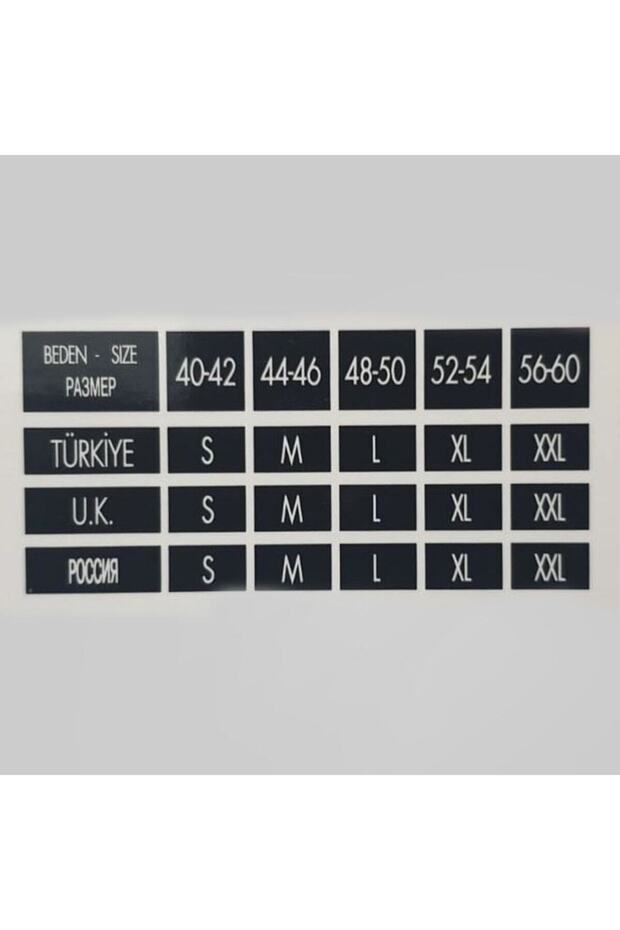 BEDEN - SIZE
РАЗМЕР 40-42 44-46 48-50 52-54 56-60
TÜRKİYE S M L XL XXL
U.K. S M L XL XXL
РОССИЯ S M L XL XXL